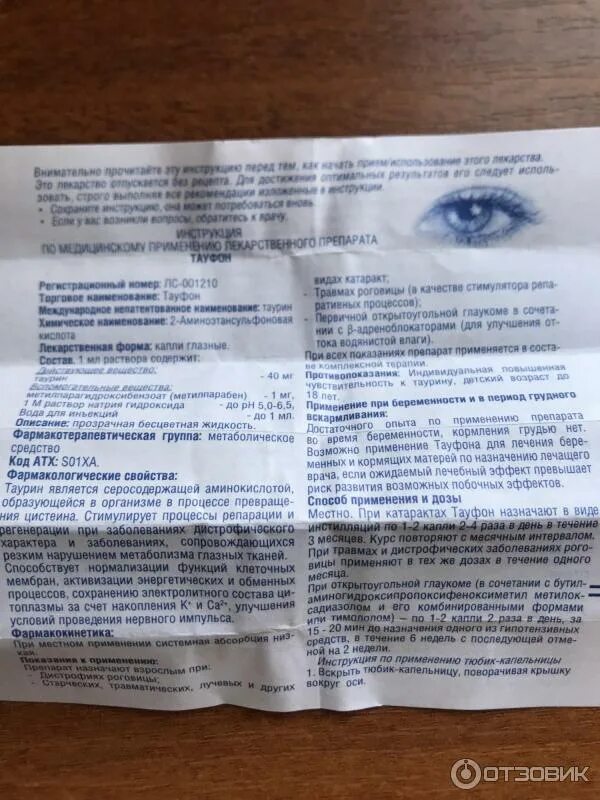 Внимательно прочитайте эту инструкцию перед тем, как начать прием/использование этого лекарства.
Это лекарство отпускается без рецепта. Для достижения оптимальных результатов его следует исполь-
зовать, строго выполняя все рекомендации изложенные в инструкции.
• Сохраните инструкцию, она может потребоваться вновь.
• Если у вас возникли вопросы, обратитесь к врачу.
ИНСТРУКЦИЯ
ПО МЕДИЦИНСКОМУ ПРИМЕНЕНИЮ ЛЕКАРСТВЕННОГО ПРЕПАРАТА
ТАУФОН
Регистрационный номер: ЛС-001210
Торговое наименование: Тауфон
Международное непатентованное наименование: таурин
Химическое наименование: 2-Аминоэтансульфоновая
кислота
Лекарственная форма: капли глазные.
Состав. 1 мл раствора содержит:
Действующее вещество:
таурин - 40 мг
Вспомогательные вещества:
метилпарагидроксибензоат (метилпарабен) - 1 мг,
1 М раствор натрия гидроксида - до pH 5,0-6,5,
Вода для инъекций - до 1 мл.
Описание: прозрачная бесцветная жидкость.
Фармакотерапевтическая группа: метаболическое
средство
Код АТХ: S01XA.
Фармакологические свойства:
Таурин является серосодержащей аминокислотой,
образующейся в организме в процессе превраще-
ния цистеина. Стимулирует процессы репарации и
регенерации при заболеваниях дистрофического
характера и заболеваниях, сопровождающихся
резким нарушением метаболизма глазных тканей.
Способствует нормализации функций клеточных
мембран, активизации энергетических и обменных
процессов, сохранению электролитного состава ци-
топлазмы за счет накопления K⁺ и Ca²⁺, улучшения
условий проведения нервного импульса.
Фармакокинетика:
При местном применении системная абсорбция низ-
кая.
Показания к применению:
Препарат назначают взрослым при:
- Дистрофиях роговицы;
- Старческих, травматических, лучевых и других
видах катаракт;
- Травмах роговицы (в качестве стимулятора репа-
ративных процессов);
- Первичной открытоугольной глаукоме в сочета-
нии с β-адреноблокаторами (для улучшения от-
тока водянистой влаги).
При всех показаниях препарат применяется в соста-
ве комплексной терапии.
Противопоказания: Индивидуальная повышенная
чувствительность к таурину, детский возраст до
18 лет.
Применение при беременности и в период грудного
вскармливания:
Достаточного опыта по применению препарата
во время беременности, кормления грудью нет.
Возможно применение Тауфона для лечения бере-
менных и кормящих матерей по назначению лечащего
врача, если ожидаемый лечебный эффект превышает
риск развития возможных побочных эффектов.
Способ применения и дозы
Местно. При катарактах Тауфон назначают в виде
инстилляций по 1-2 капли 2-4 раза в день в течение
3 месяцев. Курс повторяют с месячным интервалом.
При травмах и дистрофических заболеваниях рого-
вицы применяют в тех же дозах в течение одного
месяца.
При открытоугольной глаукоме (в сочетании с бутил-
аминогидроксипропоксифеноксиметил метилок-
садиазолом и его комбинированными формами
или тимололом) – по 1-2 капли 2 раза в день, за
15 - 20 мин до назначения одного из гипотензивных
средств, в течение 6 недель с последующей отме-
ной на 2 недели.
Инструкция по применению тюбик-капельницы
1. Вскрыть тюбик-капельницу, поворачивая крышку
вокруг оси.
ОТЗОВИК